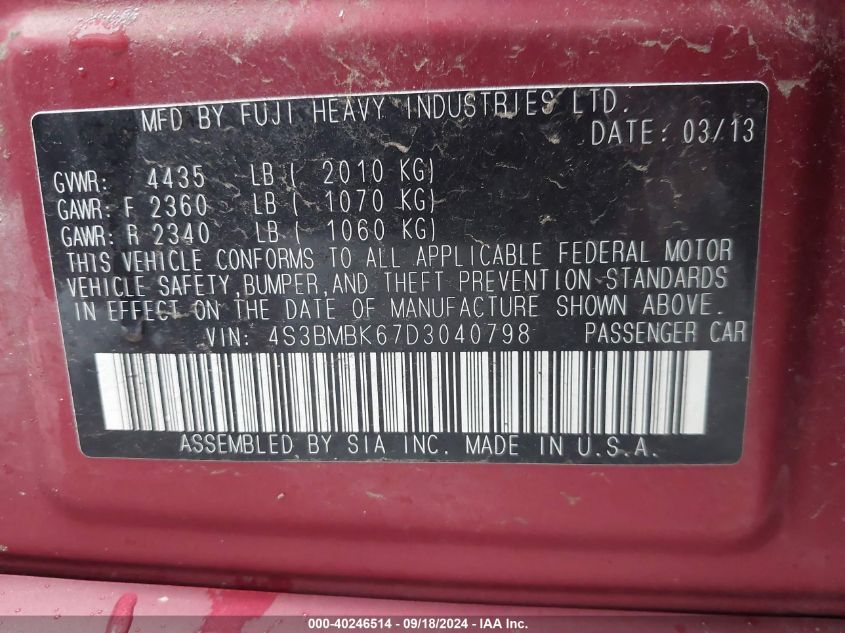 MFD BY FUJI HEAVY INDUSTRIES LTD.
DATE: 03/13
GVWR: 4435 LB ( 2010 KG)
GAWR: F 2360 LB ( 1070 KG)
GAWR: R 2340 LB ( 1060 KG)
THIS VEHICLE CONFORMS TO ALL APPLICABLE FEDERAL MOTOR
VEHICLE SAFETY, BUMPER, AND THEFT PREVENTION STANDARDS
IN EFFECT ON THE DATE OF MANUFACTURE SHOWN ABOVE.
VIN: 4S3BMBK67D3040798 PASSENGER CAR
ASSEMBLED BY SIA INC. MADE IN U.S.A.
000-40246514 - 09/18/2024 - IAA Inc.